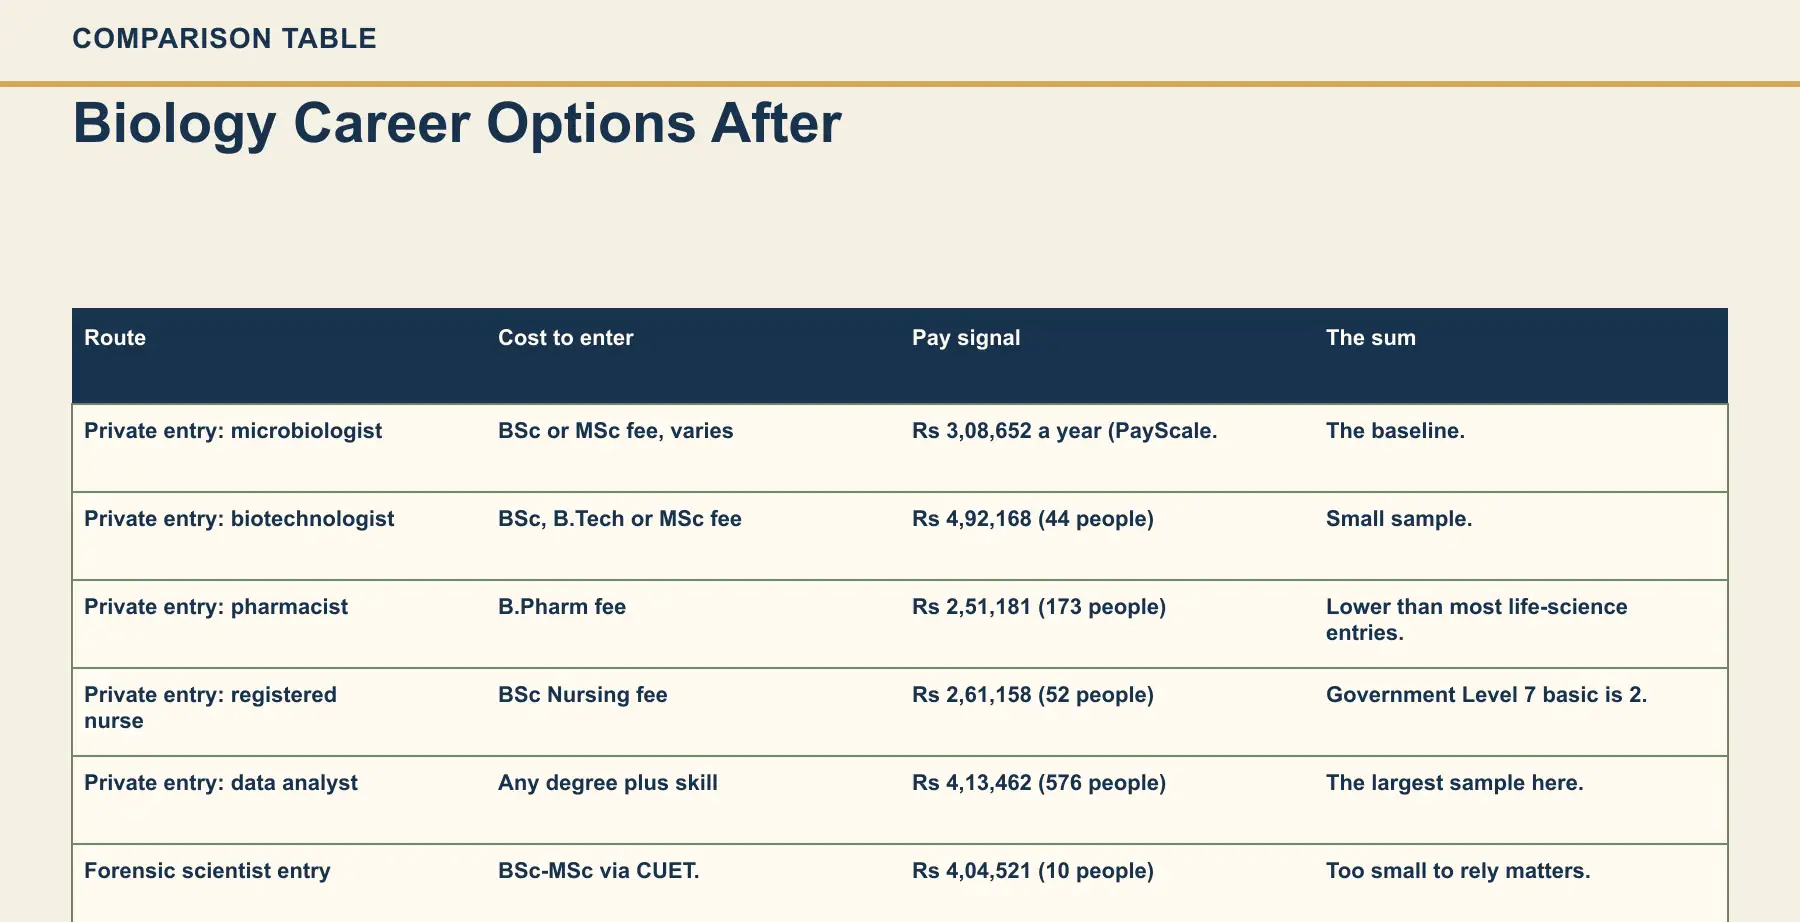 COMPARISON TABLE
Biology Career Options After
Route Cost to enter Pay signal The sum
Private entry: microbiologist BSc or MSc fee, varies Rs 3,08,652 a year (PayScale. The baseline.
Private entry: biotechnologist BSc, B.Tech or MSc fee Rs 4,92,168 (44 people) Small sample.
Private entry: pharmacist B.Pharm fee Rs 2,51,181 (173 people) Lower than most life-science
entries.
Private entry: registered BSc Nursing fee Rs 2,61,158 (52 people) Government Level 7 basic is 2.
nurse
Private entry: data analyst Any degree plus skill Rs 4,13,462 (576 people) The largest sample here.
Forensic scientist entry BSc-MSc via CUET. Rs 4,04,521 (10 people) Too small to rely matters.